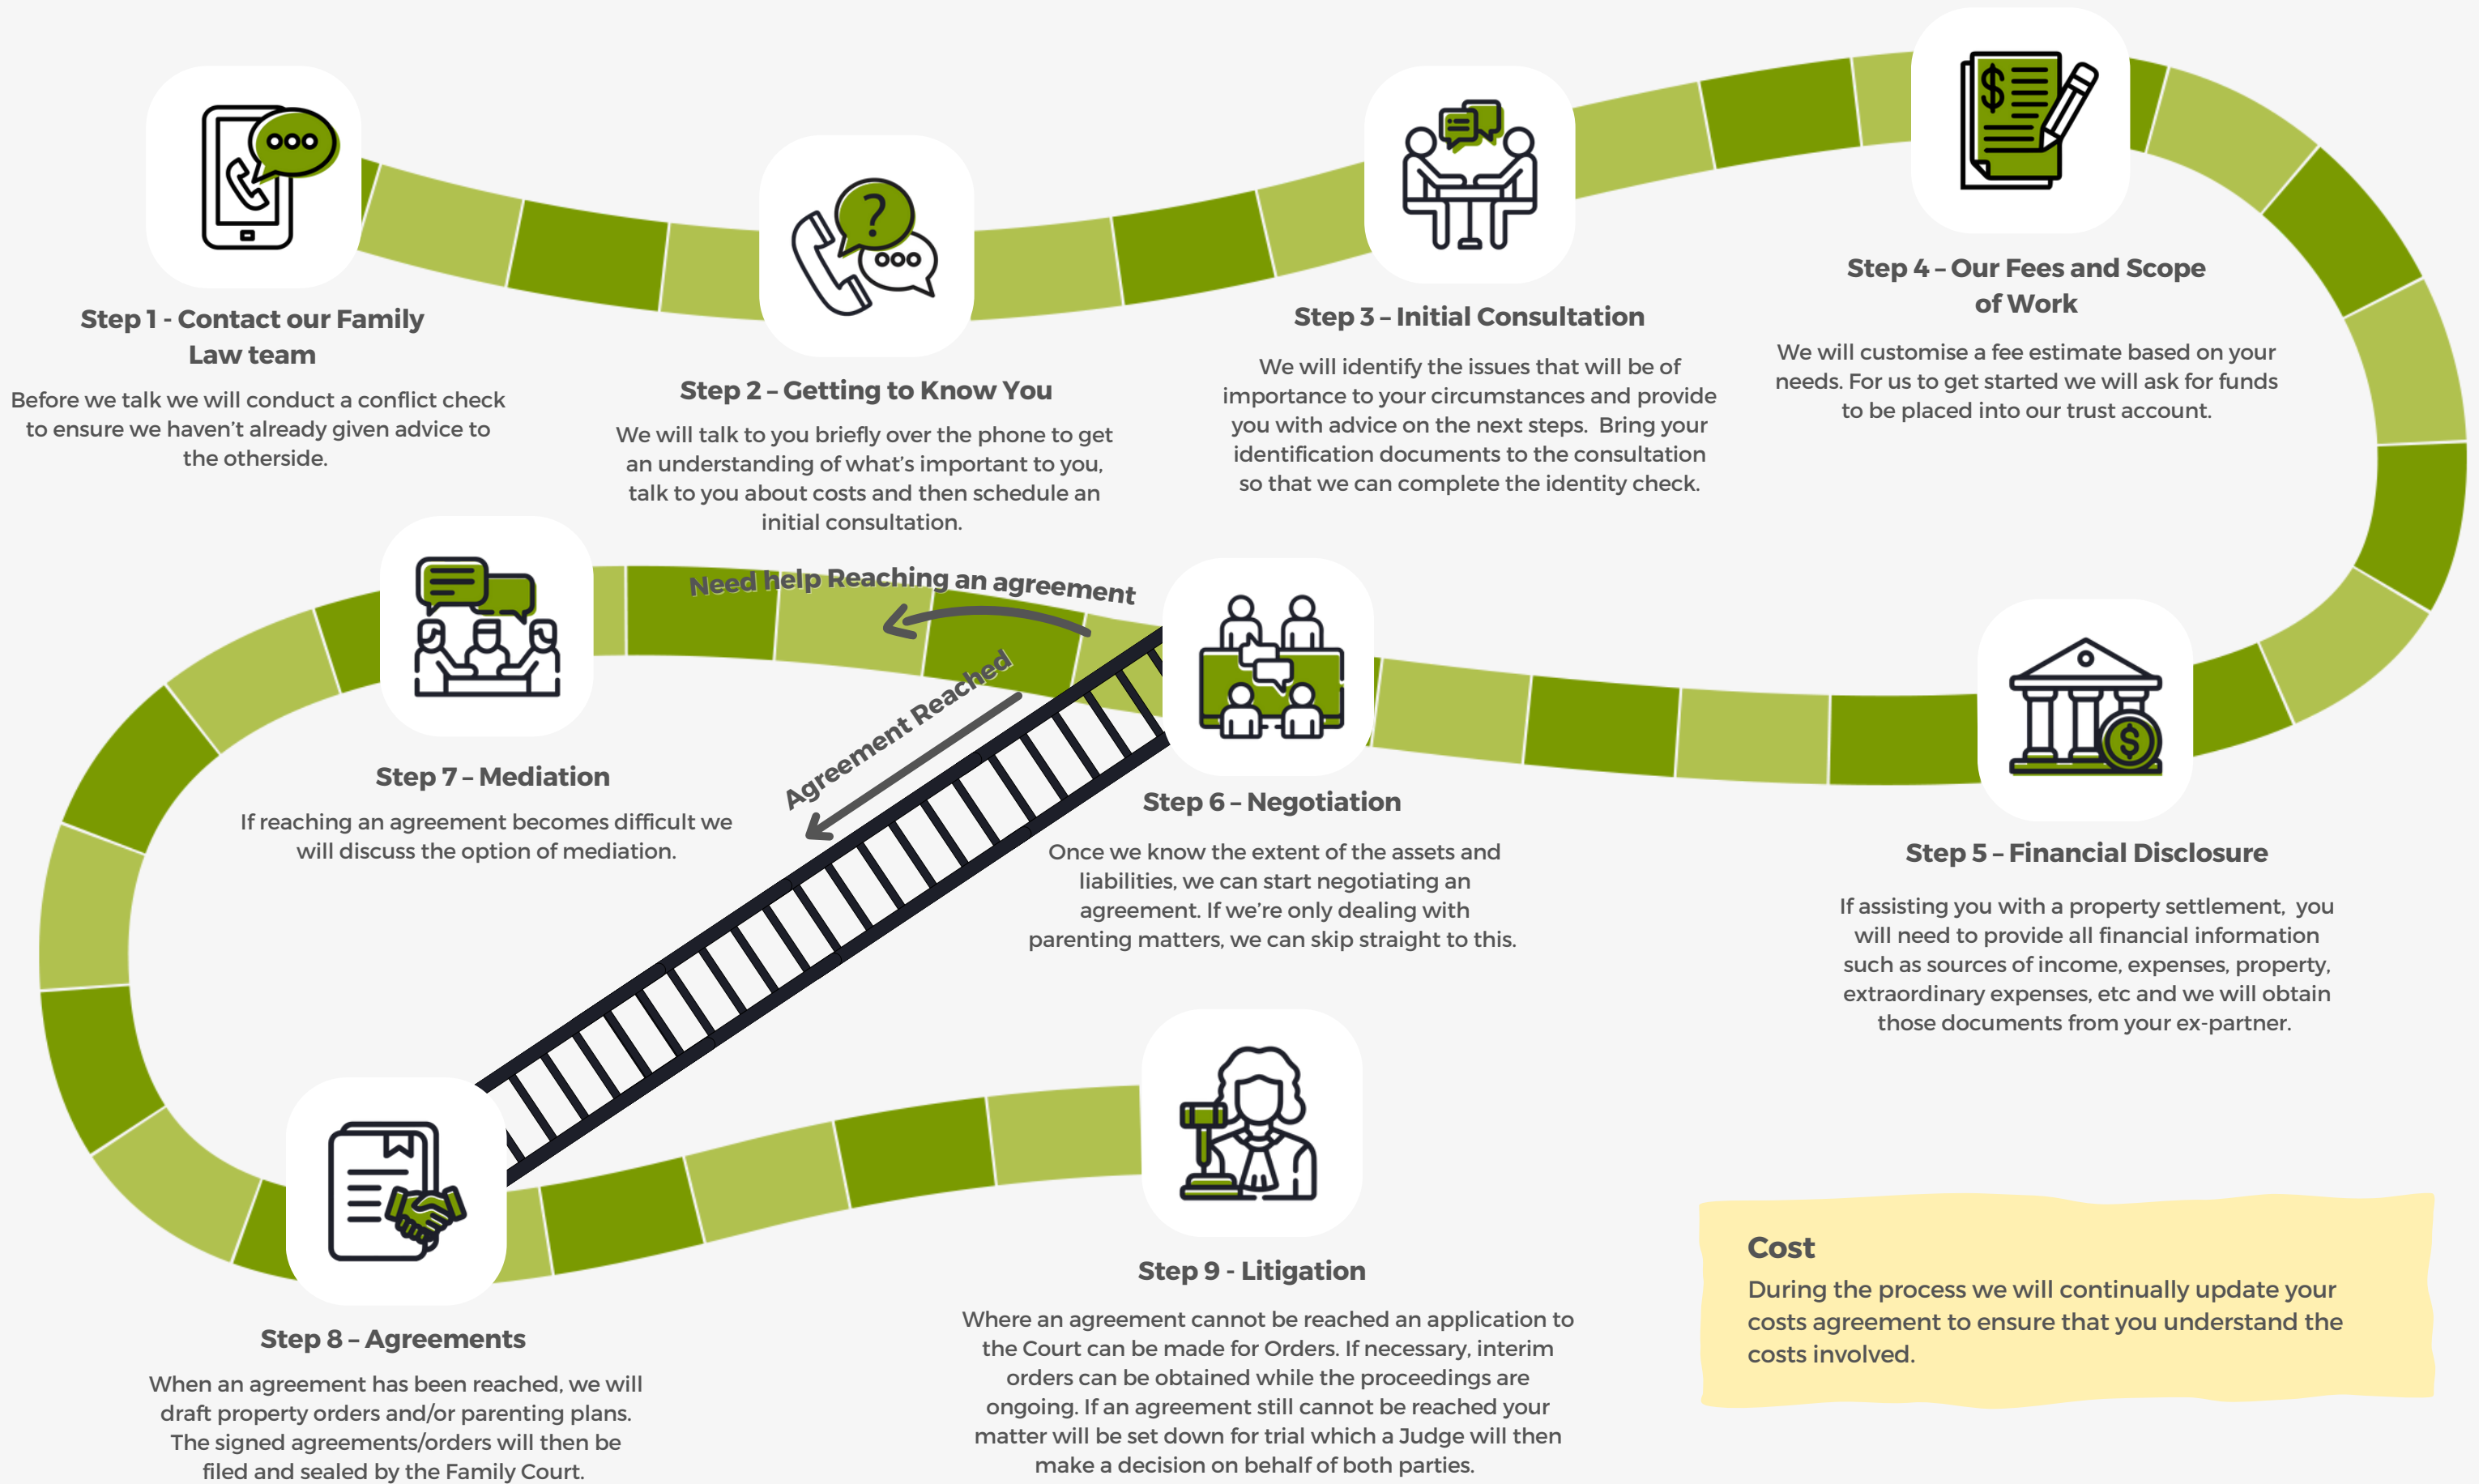 Step 1 - Contact our Family
Law team
Before we talk we will conduct a conflict check
to ensure we haven't already given advice to
the otherside.
?
Step 2 – Getting to Know You
We will talk to you briefly over the phone to get
an understanding of what's important to you,
talk to you about costs and then schedule an
initial consultation.
Step 3 – Initial Consultation
We will identify the issues that will be of
importance to your circumstances and provide
you with advice on the next steps.  Bring your
identification documents to the consultation
so that we can complete the identity check.
$
Step 4 – Our Fees and Scope
of Work
We will customise a fee estimate based on your
needs. For us to get started we will ask for funds
to be placed into our trust account.
$
Step 5 – Financial Disclosure
If assisting you with a property settlement,  you
will need to provide all financial information
such as sources of income, expenses, property,
extraordinary expenses, etc and we will obtain
those documents from your ex-partner.
Step 6 – Negotiation
Once we know the extent of the assets and
liabilities, we can start negotiating an
agreement. If we're only dealing with
parenting matters, we can skip straight to this.
Need help Reaching an agreement
Agreement Reached
Step 7 – Mediation
If reaching an agreement becomes difficult we
will discuss the option of mediation.
Step 8 – Agreements
When an agreement has been reached, we will
draft property orders and/or parenting plans.
The signed agreements/orders will then be
filed and sealed by the Family Court.
Step 9 - Litigation
Where an agreement cannot be reached an application to
the Court can be made for Orders. If necessary, interim
orders can be obtained while the proceedings are
ongoing. If an agreement still cannot be reached your
matter will be set down for trial which a Judge will then
make a decision on behalf of both parties.
Cost
During the process we will continually update your
costs agreement to ensure that you understand the
costs involved.